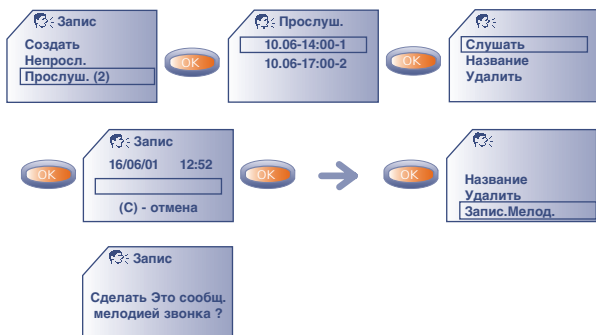 Запис
Создать
Непросл.
Прослуш. (2)
OK
Прослуш.
10.06-14:00-1
10.06-17:00-2
OK
Слушать
Название
Удалить
OK
Запис
16/06/01 12:52
(C) - отмена
OK
OK
Название
Удалить
Запис.Мелод.
Запис
Сделать Это сообщ.
мелодией звонка ?